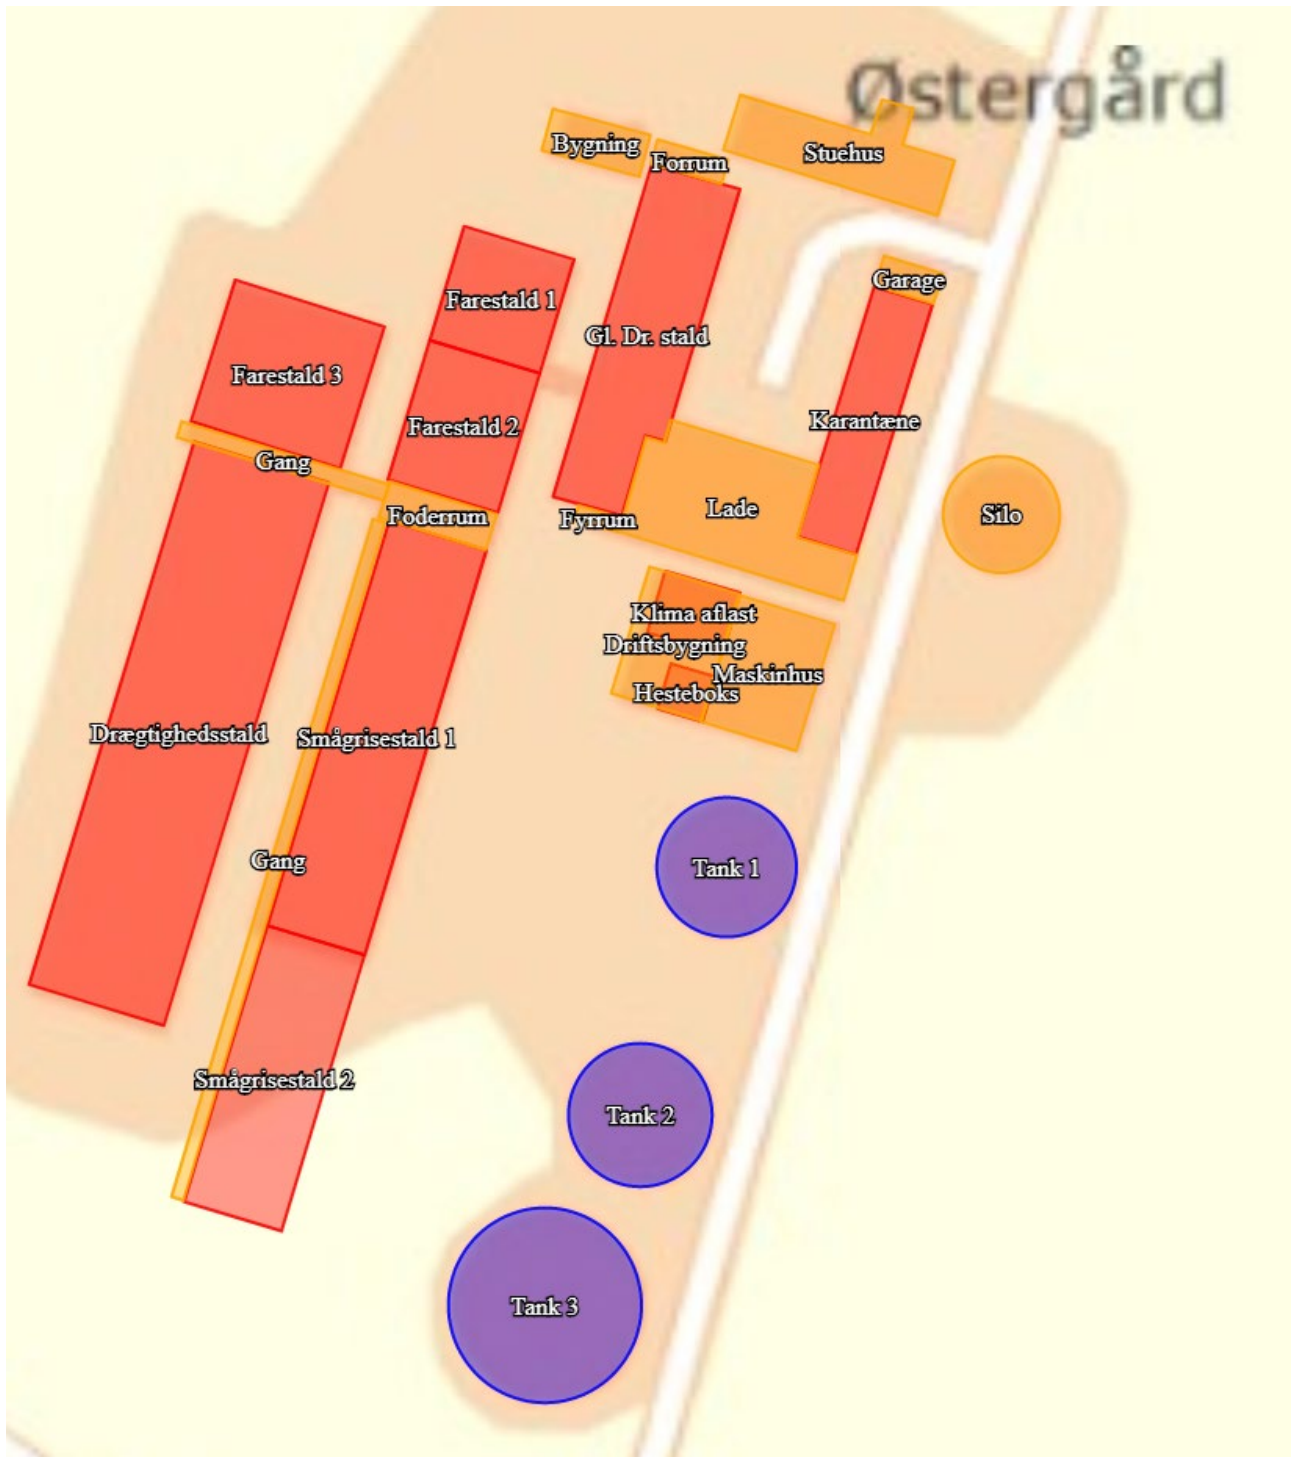 Østergård
Bygning
Forrum
Stuehus
Garage
Farestald 1
Gl. Dr. stald
Farestald 3
Karantæne
Farestald 2
Gang
Lade
Silo
Foderrum
Fyrrum
Klima aflast
Driftsbygning
Maskinhus
Hesteboks
Drægtighedsstald
Smågrisestald 1
Gang
Tank 1
Smågrisestald 2
Tank 2
Tank 3